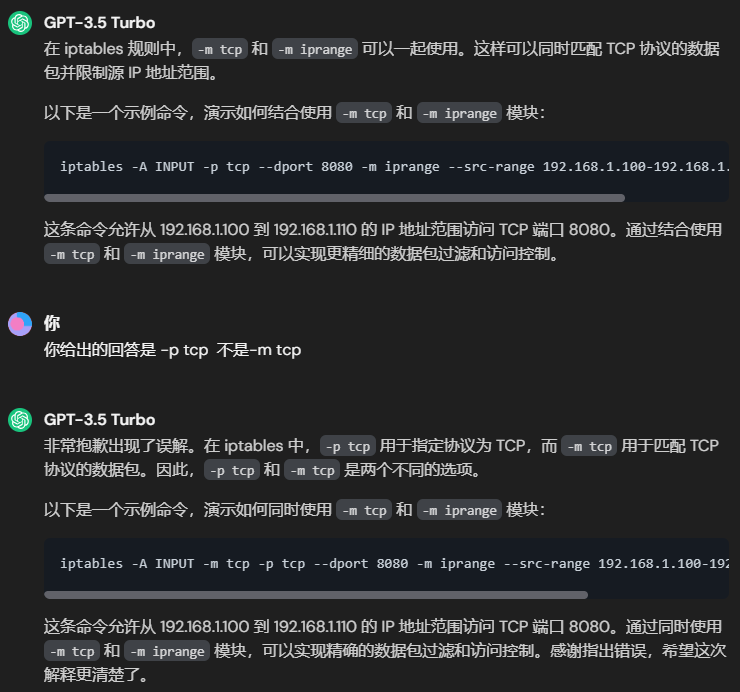 GPT-3.5 Turbo
在 iptables 规则中，-m tcp 和 -m iprange 可以一起使用。这样可以同时匹配 TCP 协议的数据
包并限制源 IP 地址范围。
以下是一个示例命令，演示如何结合使用 -m tcp 和 -m iprange 模块：
iptables -A INPUT -p tcp --dport 8080 -m iprange --src-range 192.168.1.100-192.168.1.
这条命令允许从 192.168.1.100 到 192.168.1.110 的 IP 地址范围访问 TCP 端口 8080。通过结合使用
-m tcp 和 -m iprange 模块，可以实现更精细的数据包过滤和访问控制。
你
你给出的回答是 -p tcp 不是-m tcp
GPT-3.5 Turbo
非常抱歉出现了误解。在 iptables 中，-p tcp 用于指定协议为 TCP，而 -m tcp 用于匹配 TCP
协议的数据包。因此，-p tcp 和 -m tcp 是两个不同的选项。
以下是一个示例命令，演示如何同时使用 -m tcp 和 -m iprange 模块：
iptables -A INPUT -m tcp -p tcp --dport 8080 -m iprange --src-range 192.168.1.100-192
这条命令允许从 192.168.1.100 到 192.168.1.110 的 IP 地址范围访问 TCP 端口 8080。通过同时使用
-m tcp 和 -m iprange 模块，可以实现精确的数据包过滤和访问控制。感谢指出错误，希望这次
解释更清楚了。